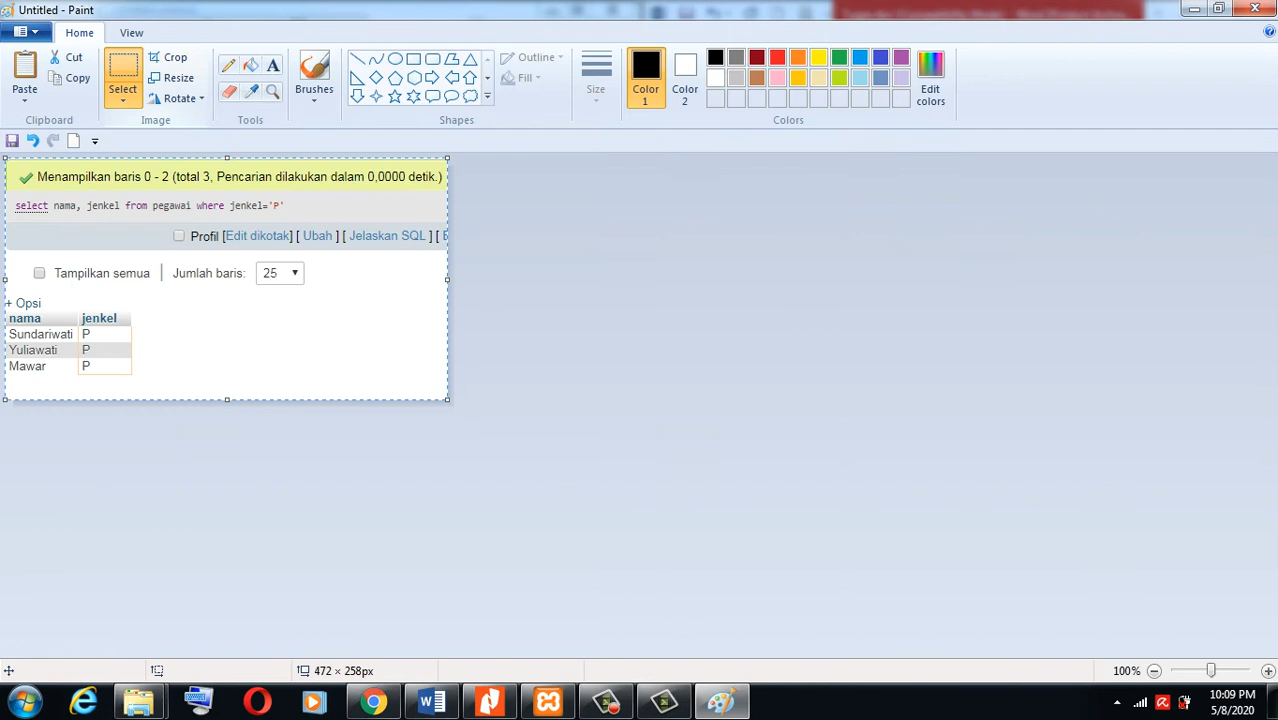 Untitled - Paint
Home View
Paste
Cut
Copy
Select
Crop
Resize
Rotate
Brushes
Outline
Fill
Size
Color 1
Color 2
Edit colors
Clipboard Image Tools Shapes Colors
Menampilkan baris 0 - 2 (total 3, Pencarian dilakukan dalam 0,0000 detik.)
select nama, jenkel from pegawai where jenkel='P'
Profil [Edit dikotak] [ Ubah ] [ Jelaskan SQL ] [
Tampilkan semua Jumlah baris: 25
+ Opsi
nama jenkel
Sundariwati P
Yuliawati P
Mawar P
472 × 258px 100%
10:09 PM
5/8/2020